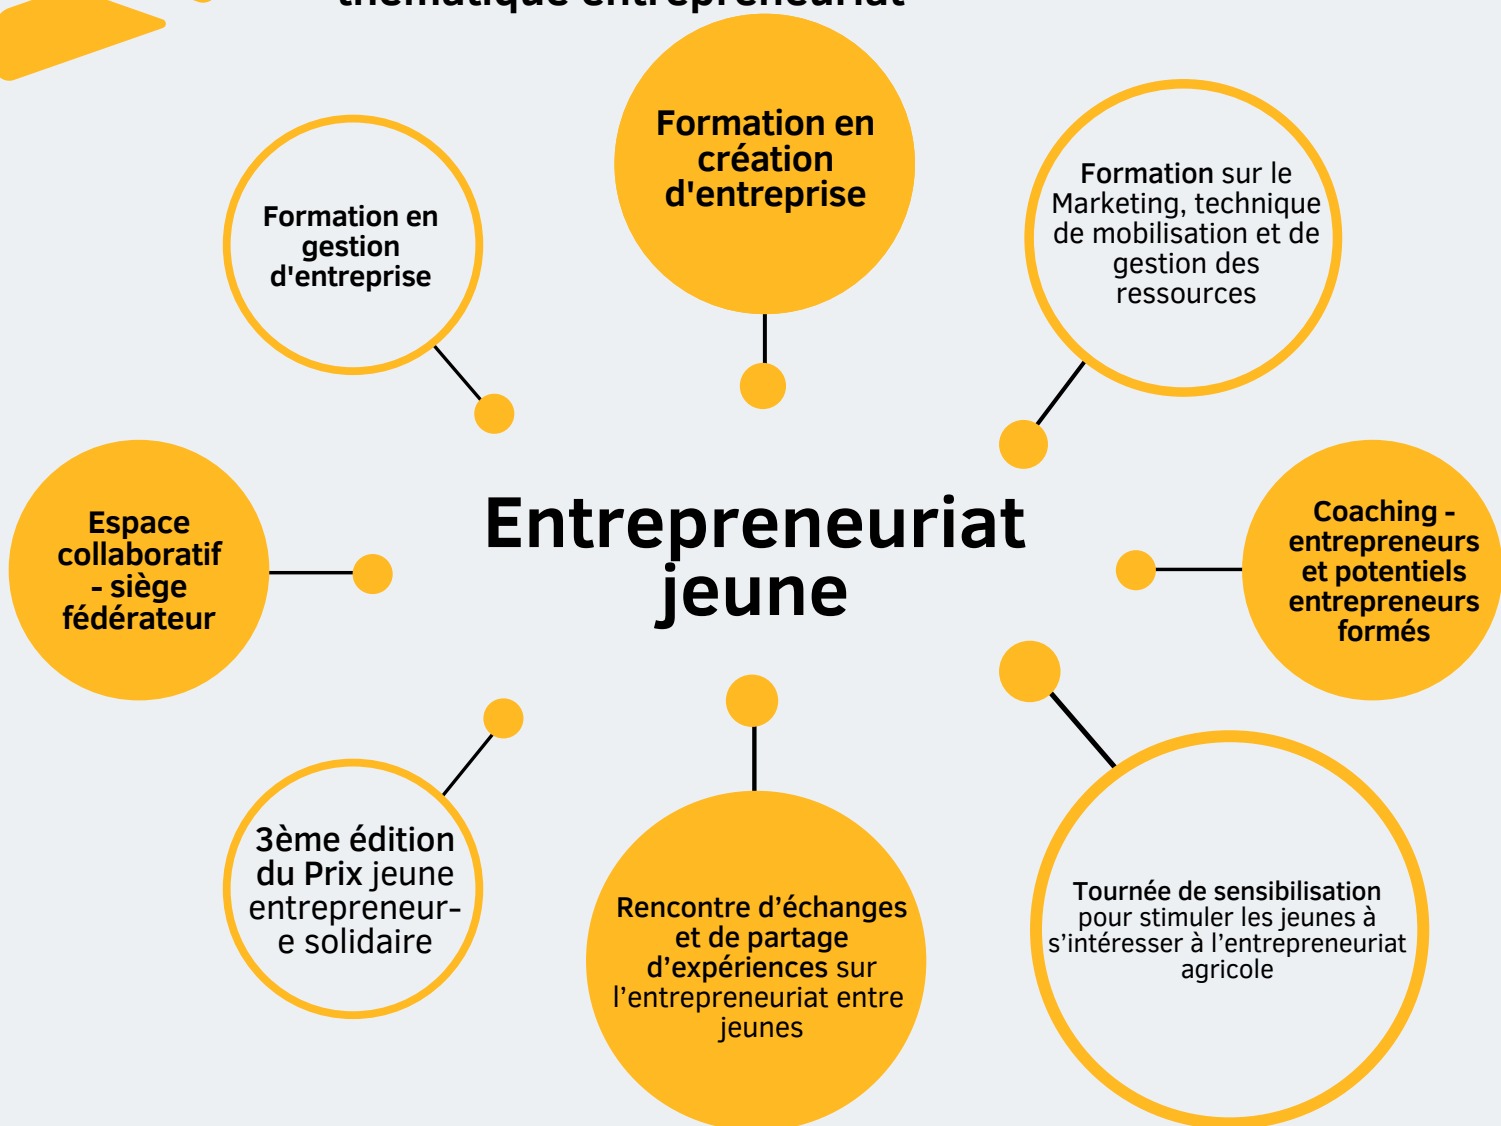 thématique entrepreneuriat
Formation en
création
d'entreprise
Formation en
gestion
d'entreprise
Formation sur le
Marketing, technique
de mobilisation et de
gestion des
ressources
Entrepreneuriat
jeune
Espace
collaboratif
- siège
fédérateur
Coaching -
entrepreneurs
et potentiels
entrepreneurs
formés
3ème édition
du Prix jeune
entrepreneur-
e solidaire
Rencontre d’échanges
et de partage
d’expériences sur
l’entrepreneuriat entre
jeunes
Tournée de sensibilisation
pour stimuler les jeunes à
s’intéresser à l’entrepreneuriat
agricole